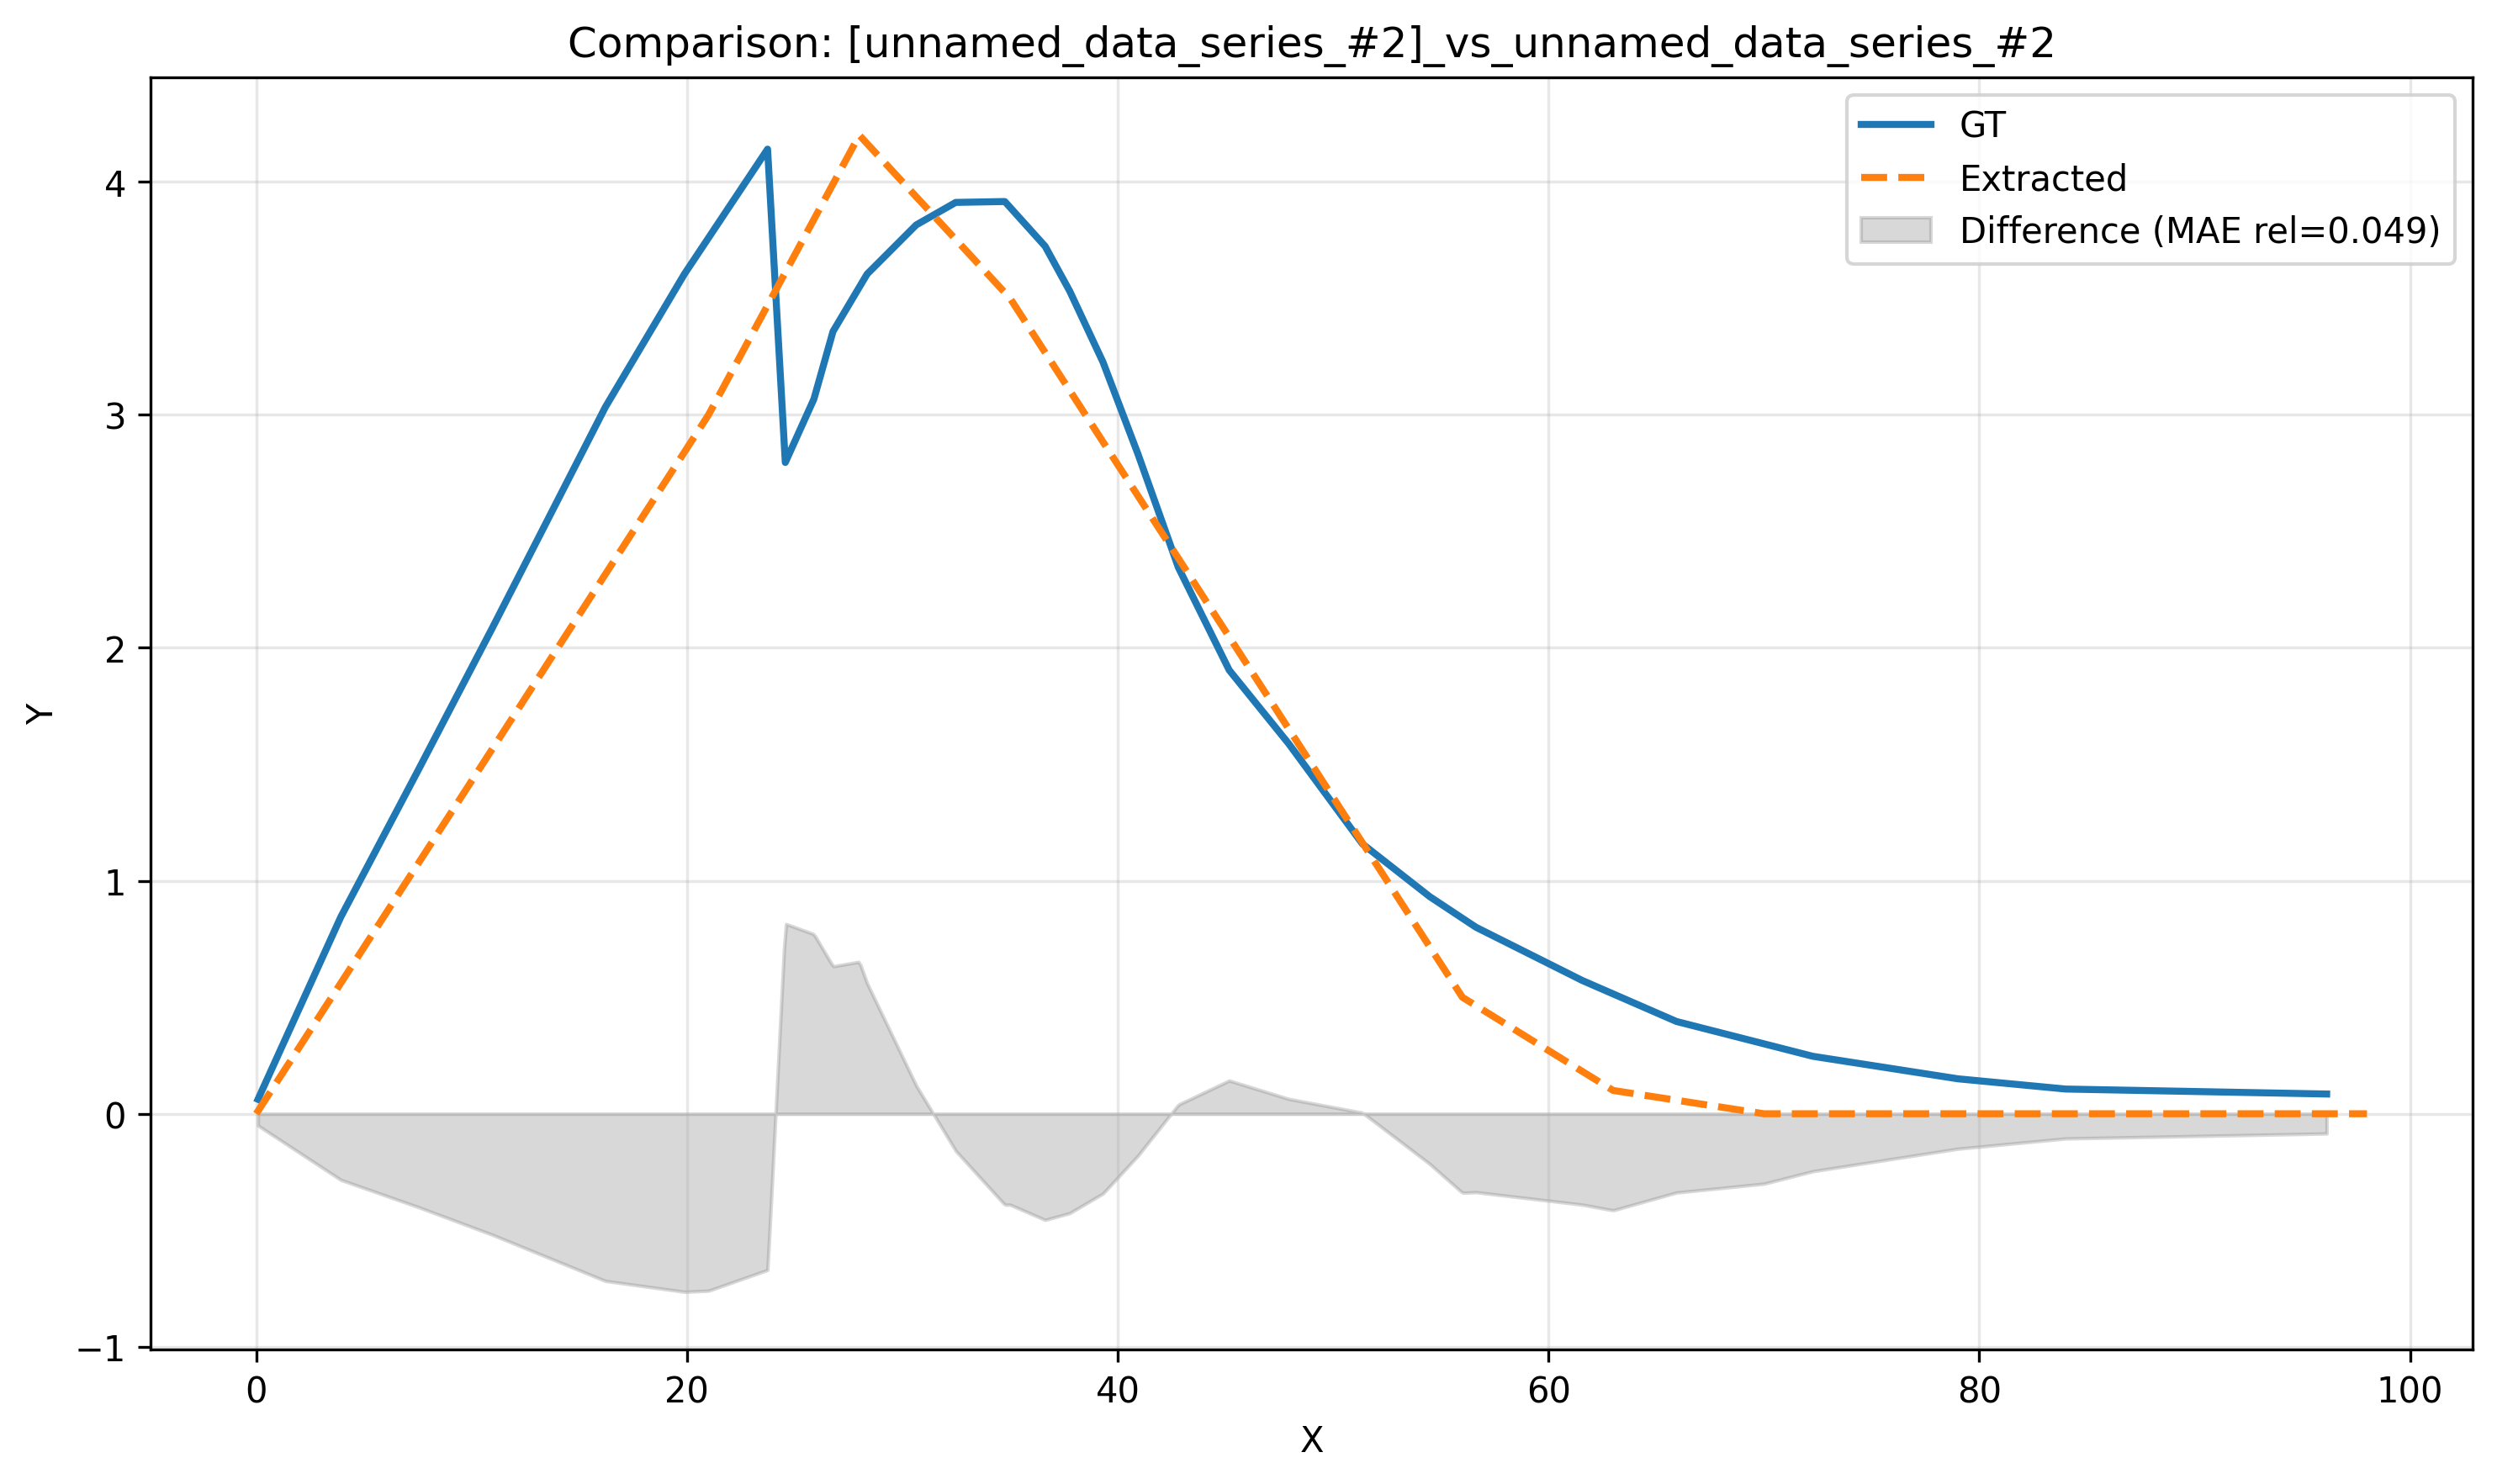 Comparison: [unnamed_data_series_#2]_vs_unnamed_data_series_#2
GT
Extracted
Difference (MAE rel=0.049)
4
3
2
1
0
−1
Y
0 20 40 60 80 100
X